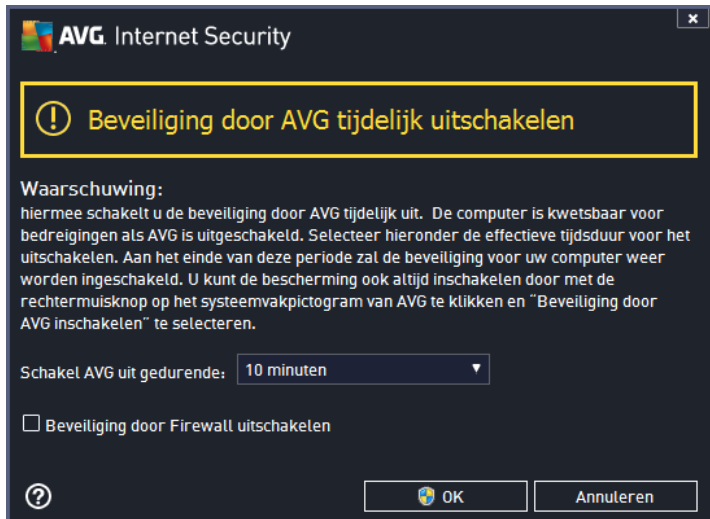 AVG. Internet Security
Beveiliging door AVG tijdelijk uitschakelen
Waarschuwing:
hiermee schakelt u de beveiliging door AVG tijdelijk uit. De computer is kwetsbaar voor
bedreigingen als AVG is uitgeschakeld. Selecteer hieronder de effectieve tijdsduur voor het
uitschakelen. Aan het einde van deze periode zal de beveiliging voor uw computer weer
worden ingeschakeld. U kunt de bescherming ook altijd inschakelen door met de
rechtermuisknop op het systeemvakpictogram van AVG te klikken en "Beveiliging door
AVG inschakelen" te selecteren.
Schakel AVG uit gedurende: 10 minuten
Beveiliging door Firewall uitschakelen
OK Annuleren